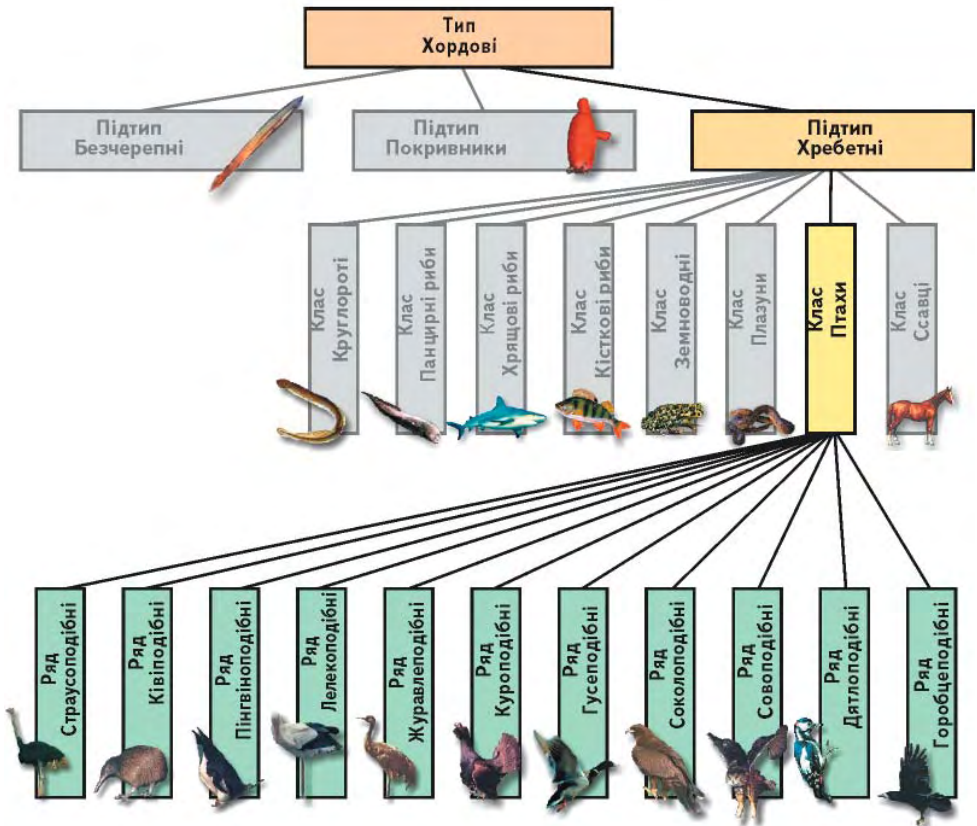 Тип
Хордові
Підтип
Безчерепні
Підтип
Покривники
Підтип
Хребетні
Клас
Круглороті
Клас
Панцирні риби
Клас
Хрящові риби
Клас
Кісткові риби
Клас
Земноводні
Клас
Плазуни
Клас
Птахи
Клас
Ссавці
Ряд
Страусоподібні
Ряд
Ківіподібні
Ряд
Пінгвіноподібні
Ряд
Лелекоподібні
Ряд
Журавлеподібні
Ряд
Куроподібні
Ряд
Гусеподібні
Ряд
Соколоподібні
Ряд
Совоподібні
Ряд
Дятлоподібні
Ряд
Горобцеподібні